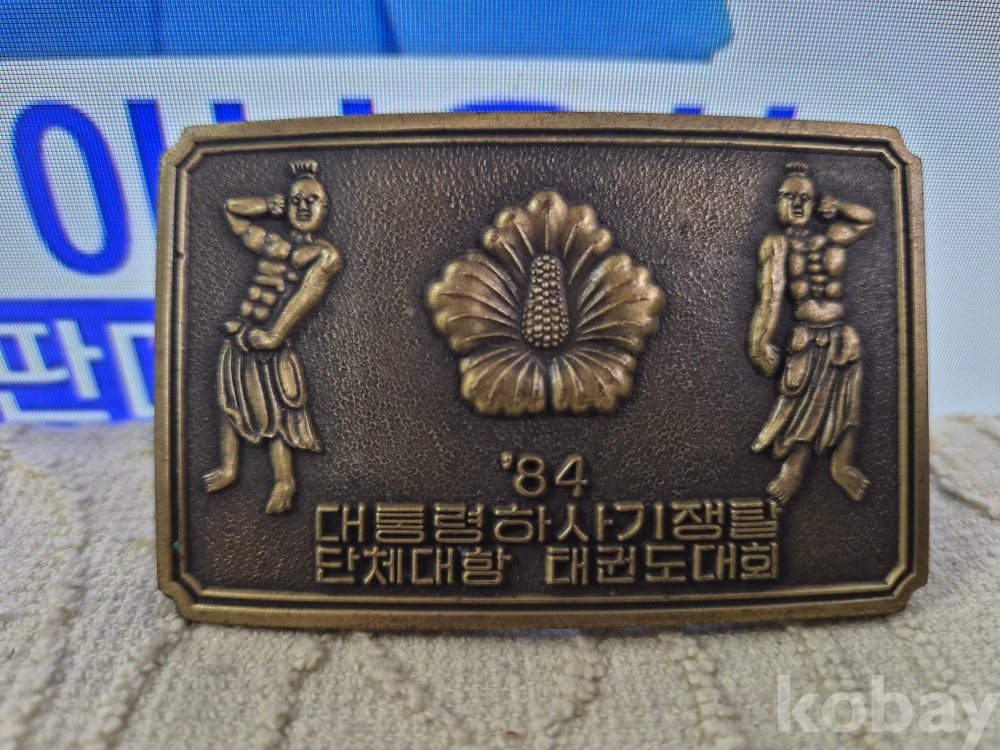 '84
대통령하사기쟁탈
단체대항 태권도대회
kobay